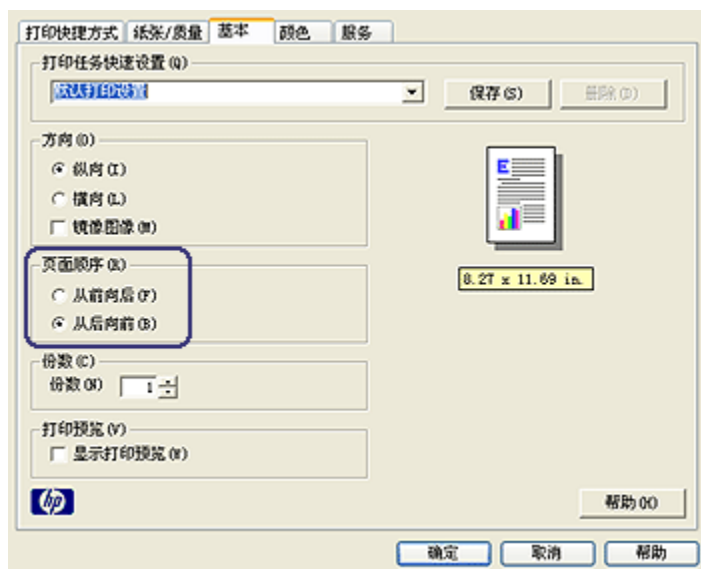 打印快捷方式 纸张/质量 基本 颜色 服务
打印任务快速设置(Q)
默认打印设置
保存(S) 删除(D)
方向(O)
纵向(I)
横向(L)
镜像图像(M)
页面顺序(R)
从前向后(F)
从后向前(B)
8.27 x 11.69 in.
份数(C)
份数(N) 1
打印预览(V)
显示打印预览(W)
hp
帮助(K)
确定 取消 帮助